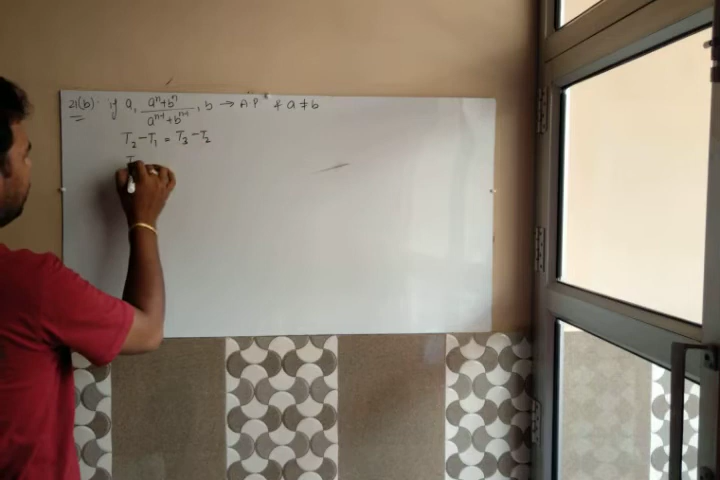 21(b). if a, aⁿ+bⁿ/aⁿ⁻¹+bⁿ⁻¹, b → AP & a ≠ b
T₂ – T₁ = T₃ – T₂
T